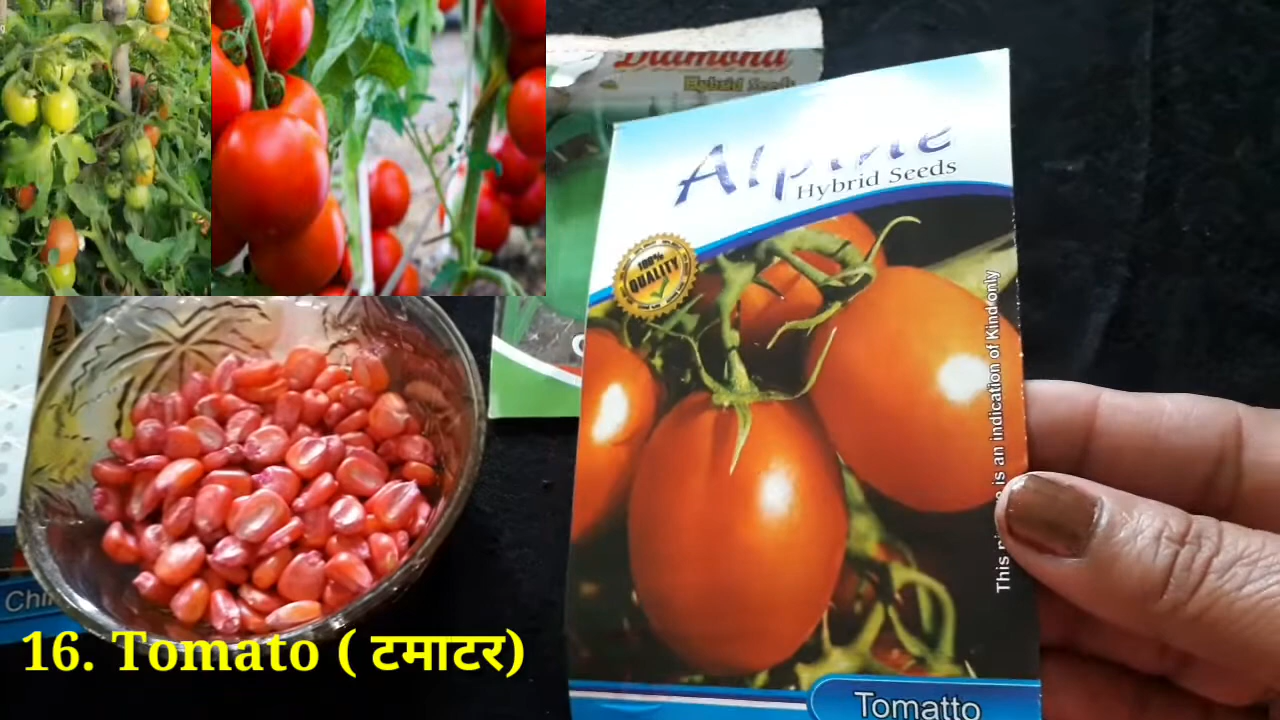 Diamond
Hybrid Seeds
Alpine
Hybrid Seeds
100%
QUALITY
This is an indication of Kind only
Chi
16. Tomato ( टमाटर)
Tomatto